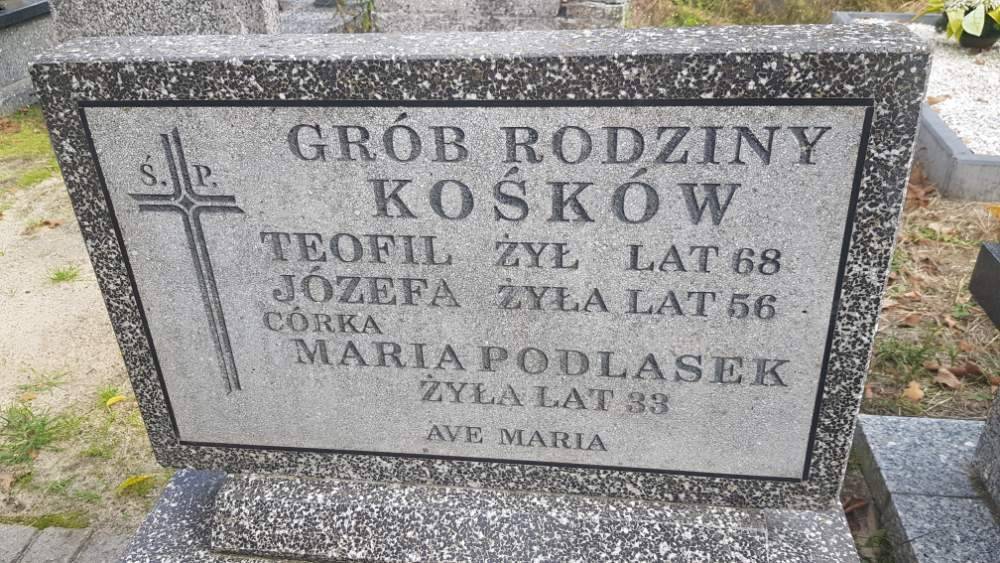 Ś. P.
GRÓB RODZINY
KOŚKÓW
TEOFIL ŻYŁ LAT 68
JÓZEFA ŻYŁA LAT 56
CÓRKA
MARIA PODLASEK
ŻYŁA LAT 33
AVE MARIA